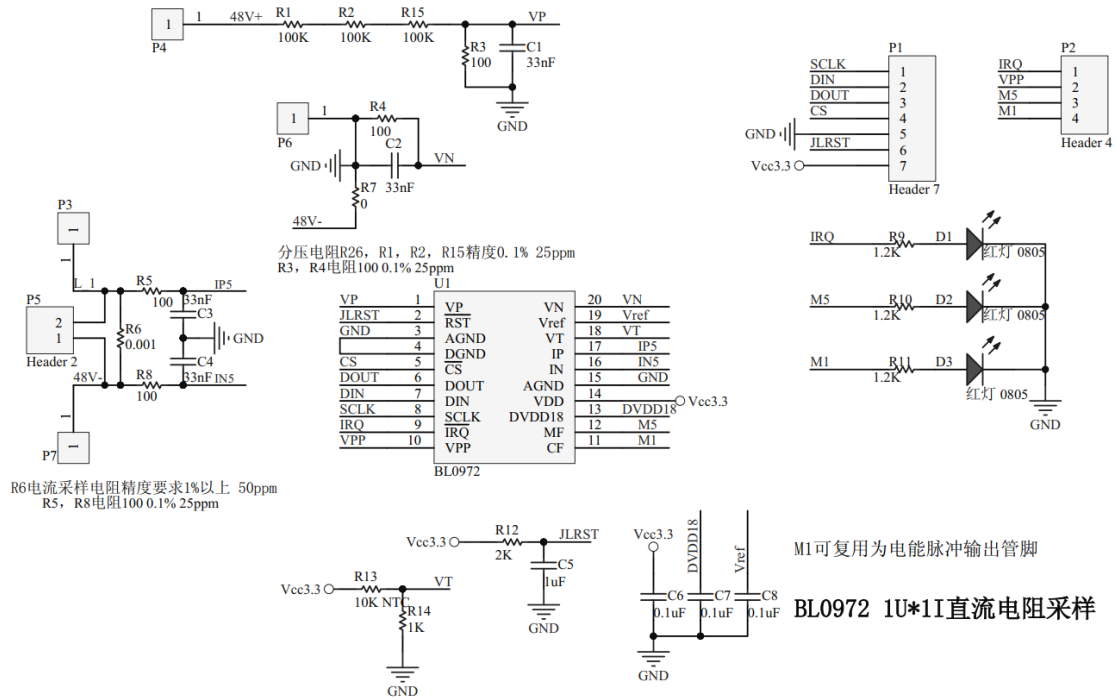 1 1 48V+ R1 R2 R15 VP
P4 100K 100K 100K
R3 C1
100 33nF
GND
P6 1 1 R4
100
C2
GND VN
R7 33nF
0
48V-
分压电阻R26，R1，R2，R15精度0.1% 25ppm
R3，R4电阻100 0.1% 25ppm
P1
SCLK 1
DIN 2
DOUT 3
CS 4
GND 5
JLRST 6
Vcc3.3 7
Header 7
P2
IRQ 1
VPP 2
M5 3
M1 4
Header 4
IRQ R9 D1
1.2K 红灯 0805
M5 R10 D2
1.2K 红灯 0805
M1 R11 D3
1.2K 红灯 0805
GND
P3
1
1
L_1 R5 IP5
100 33nF
P5 C3
2 R6 GND
1 0.001
Header 2 C4
48V- R8 33nF IN5
100
1
P7 1
R6电流采样电阻精度要求1%以上 50ppm
R5，R8电阻100 0.1% 25ppm
U1
VP 1 VP VN 20 VN
JLRST 2 RST Vref 19 Vref
GND 3 AGND VT 18 VT
4 DGND IP 17 IP5
CS 5 CS IN 16 IN5
DOUT 6 DOUT AGND 15 GND
DIN 7 DIN VDD 14 Vcc3.3
SCLK 8 SCLK DVDD18 13 DVDD18
IRQ 9 IRQ MF 12 M5
VPP 10 VPP CF 11 M1
BL0972
Vcc3.3 R12 JLRST
2K C5
1uF
GND
Vcc3.3 R13 VT
10K NTC
R14
1K
GND
Vcc3.3 DVDD18 Vref
C6 C7 C8
0.1uF 0.1uF 0.1uF
GND
M1可复用为电能脉冲输出管脚
BL0972 1U*1I直流电阻采样